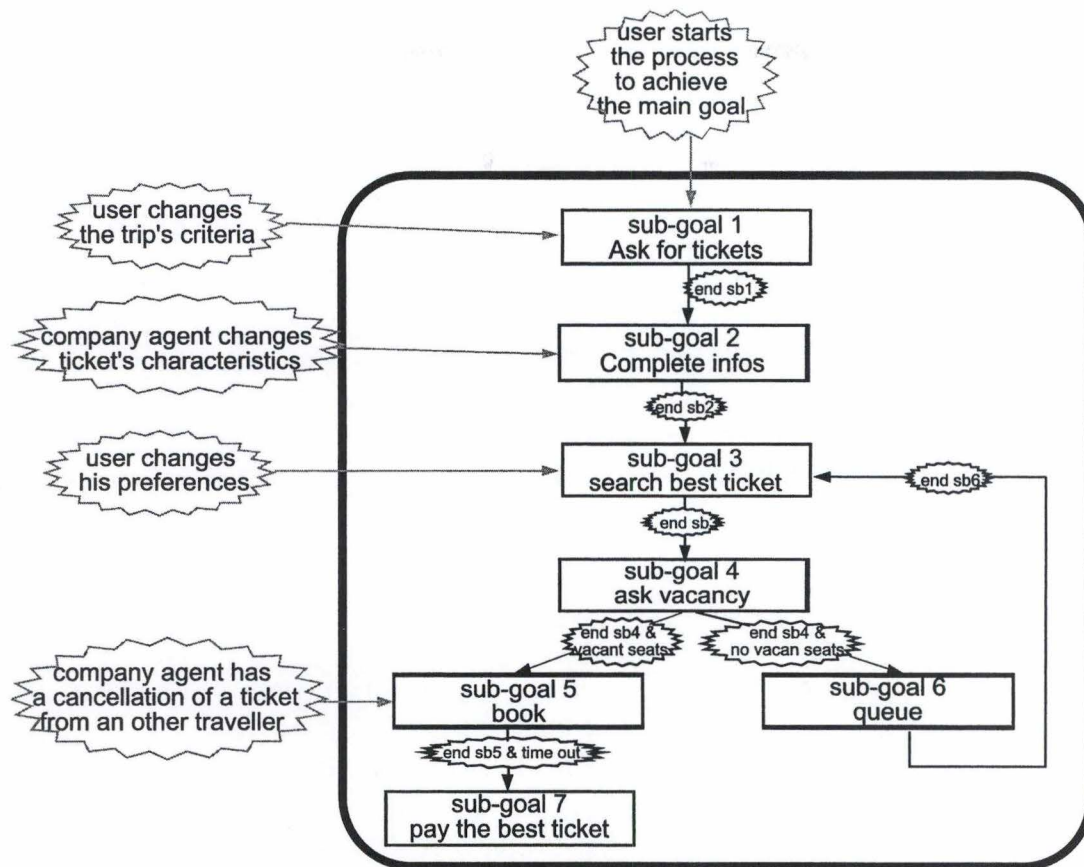 user starts
the process
to achieve
the main goal
user changes
the trip's criteria
sub-goal 1
Ask for tickets
end sb1
company agent changes
ticket's characteristics
sub-goal 2
Complete infos
end sb2
user changes
his preferences
sub-goal 3
search best ticket
end sb6
end sb
sub-goal 4
ask vacancy
end sb4 &
vacant seats
end sb4 &
no vacan seats
company agent has
a cancellation of a ticket
from an other traveller
sub-goal 5
book
sub-goal 6
queue
end sb5 & time out
sub-goal 7
pay the best ticket